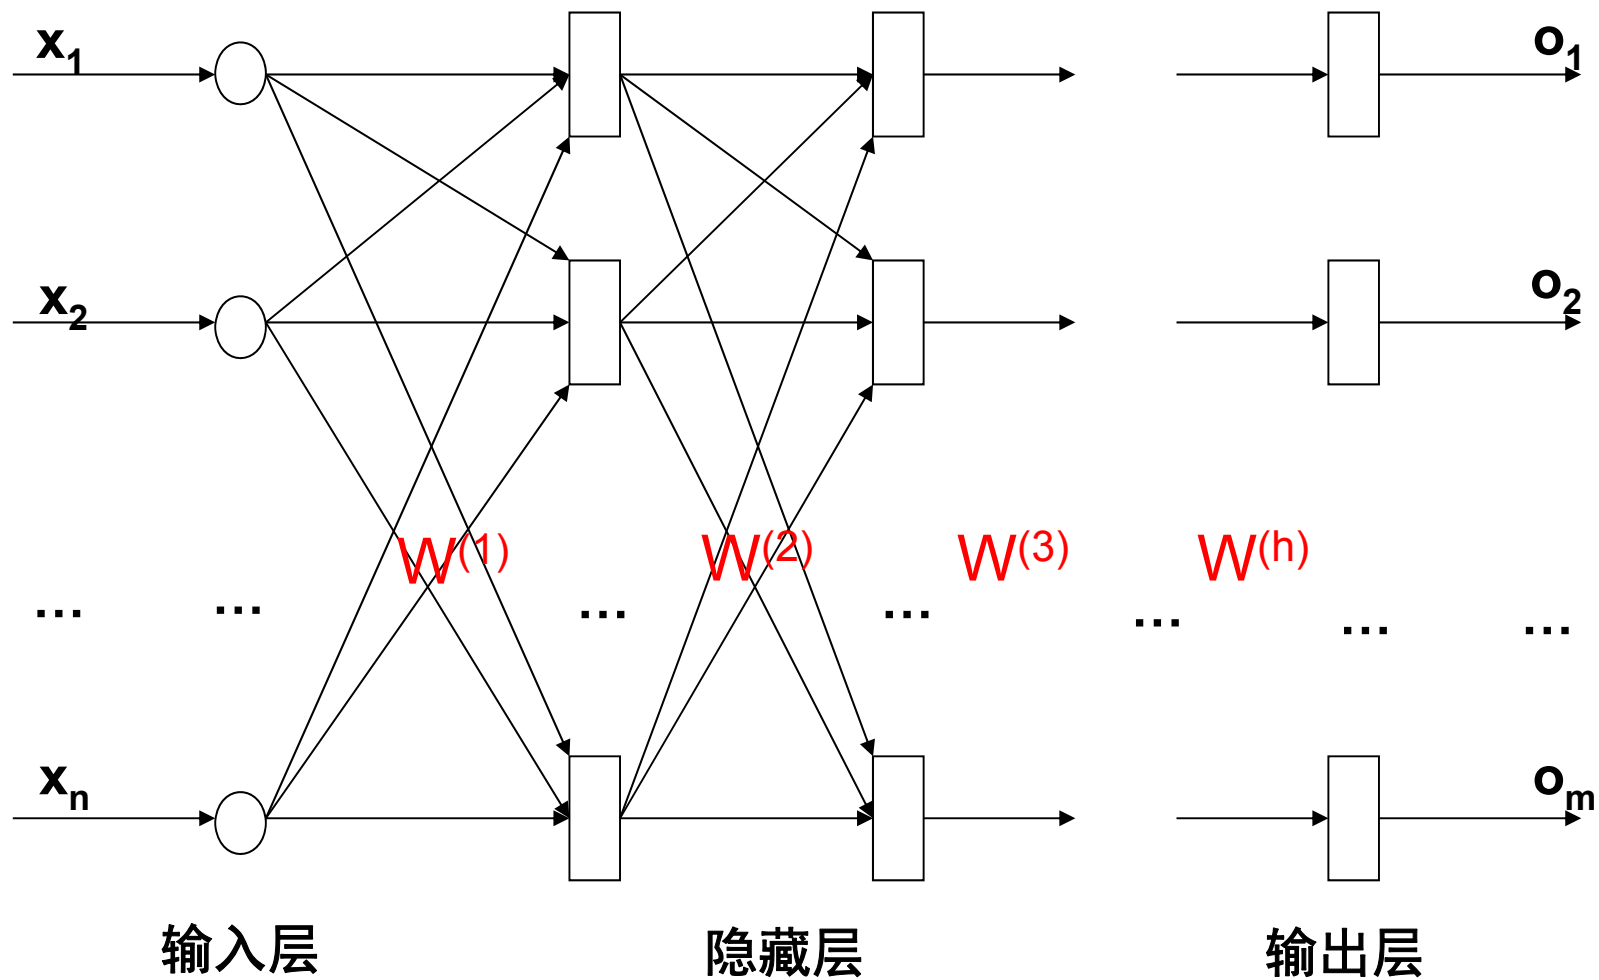 x1 o1
x2 o2
W(1) W(2) W(3) W(h)
... ... ... ... ... ... ...
xn om
输入层 隐藏层 输出层